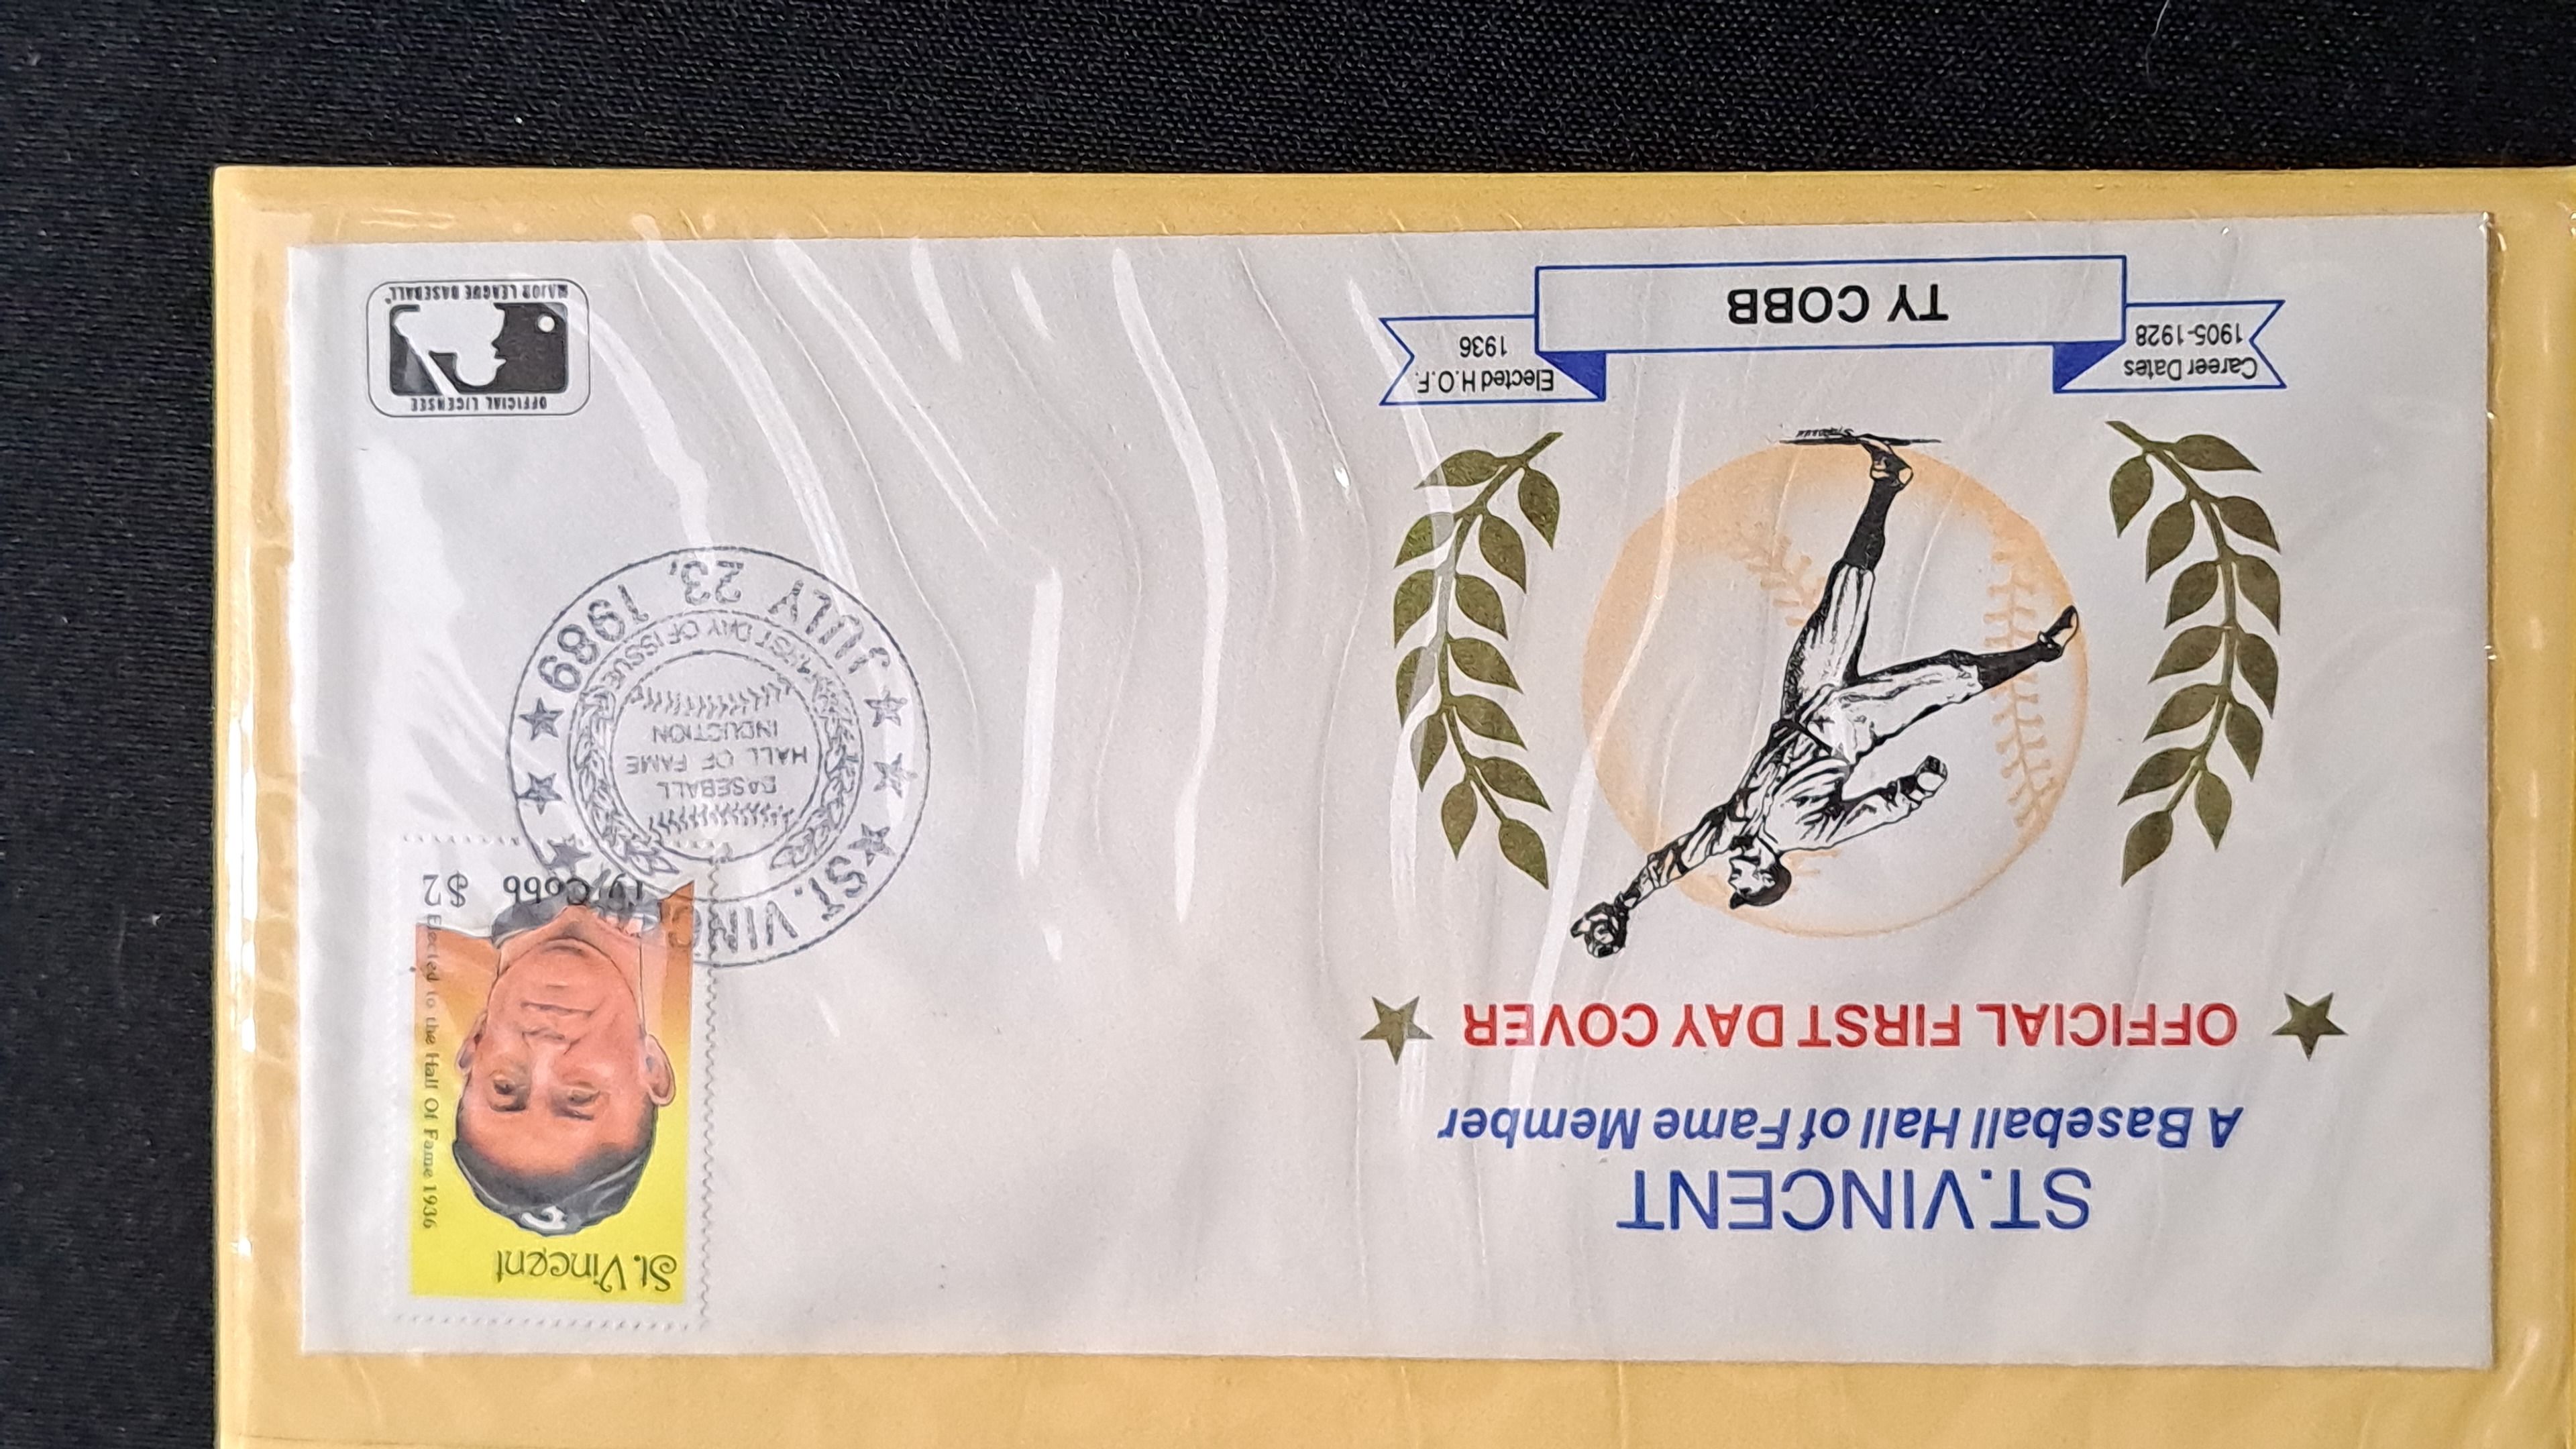 ST. VINCENT
A Baseball Hall of Fame Member
OFFICIAL FIRST DAY COVER
Career Dates
1905-1928
TY COBB
Elected H.O.F.
1936
St. Vincent
Elected to the Hall Of Fame 1936
Ty Cobb $2
ST. VINC
BASEBALL
HALL OF FAME
INDUCTION
FIRST DAY OF ISSUE
JULY 23, 1989
OFFICIAL LICENSEE
MAJOR LEAGUE BASEBALL